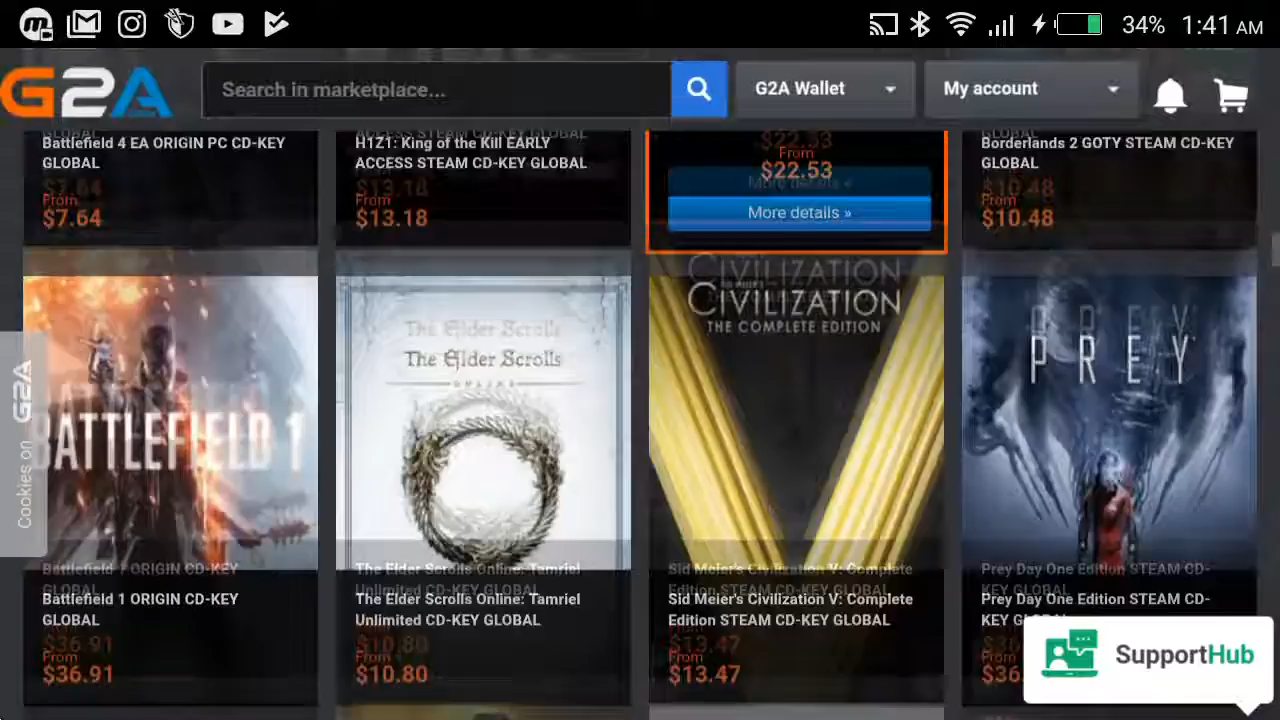 34% 1:41 AM
G2A Search in marketplace... G2A Wallet My account
Battlefield 4 EA ORIGIN PC CD-KEY
GLOBAL
From
$7.64
H1Z1: King of the Kill EARLY
ACCESS STEAM CD-KEY GLOBAL
From
$13.18
From
$22.53
More details »
Borderlands 2 GOTY STEAM CD-KEY
GLOBAL
From
$10.48
Cookies on G2A
BATTLEFIELD 1
Battlefield 1 ORIGIN CD-KEY
GLOBAL
From
$36.91
The Elder Scrolls
ONLINE
The Elder Scrolls Online: Tamriel
Unlimited CD-KEY GLOBAL
From
$10.80
CIVILIZATION
THE COMPLETE EDITION
Sid Meier's Civilization V: Complete
Edition STEAM CD-KEY GLOBAL
From
$13.47
PREY
Prey Day One Edition STEAM CD-
KEY GLOBAL
From
$36.
SupportHub